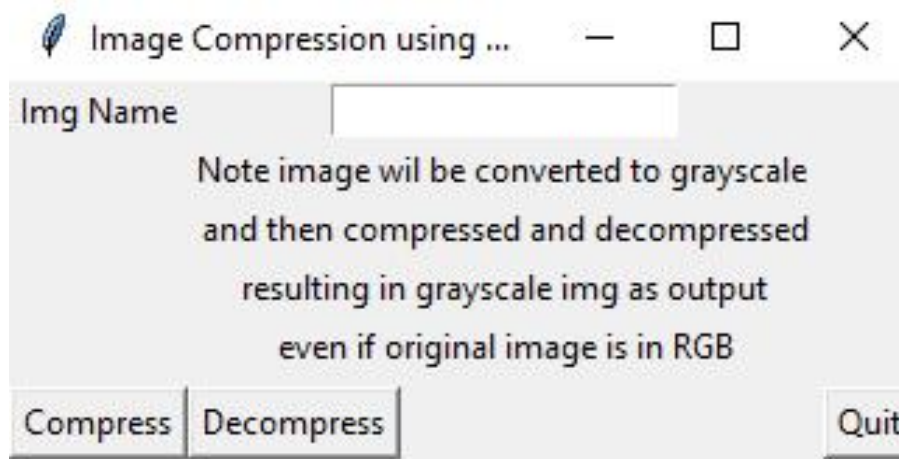 Image Compression using ...
Img Name
Note image wil be converted to grayscale
and then compressed and decompressed
resulting in grayscale img as output
even if original image is in RGB
Compress Decompress Quit